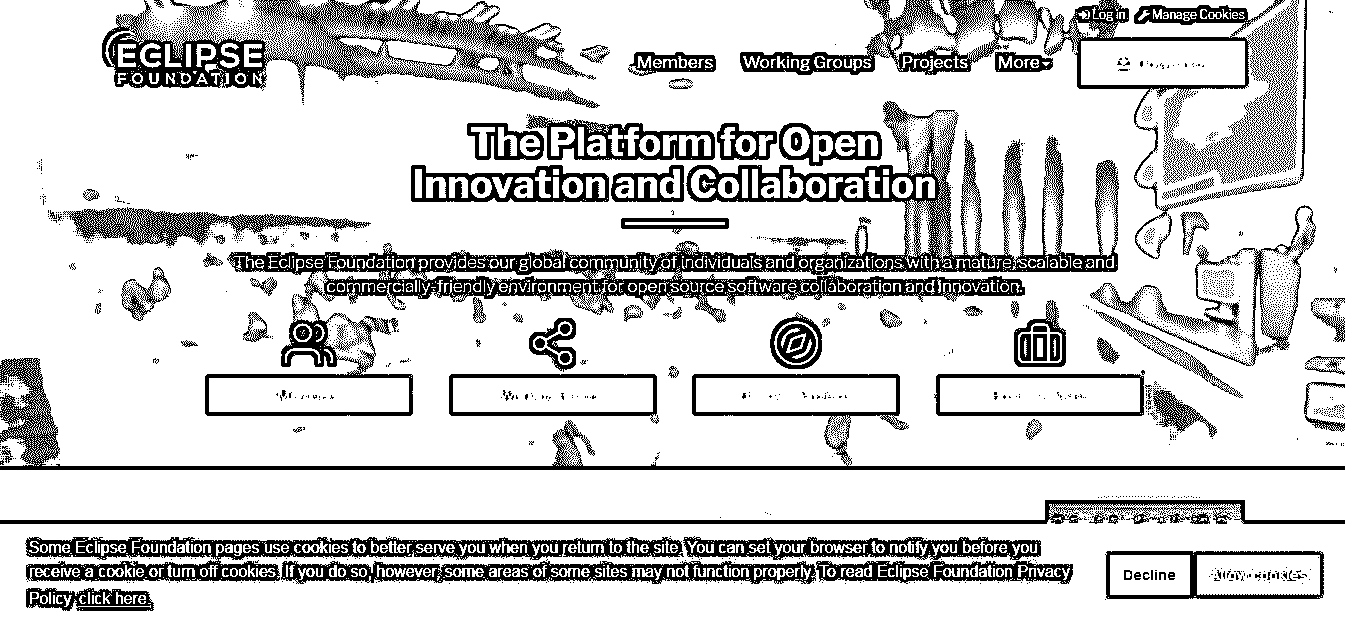 Log in Manage Cookies
ECLIPSE
FOUNDATION
Members Working Groups Projects More
The Platform for Open
Innovation and Collaboration
The Eclipse Foundation provides our global community of individuals and organizations with a mature, scalable and
commercially-friendly environment for open source software collaboration and innovation.
Some Eclipse Foundation pages use cookies to better serve you when you return to the site. You can set your browser to notify you before you
receive a cookie or turn off cookies. If you do so, however, some areas of some sites may not function properly. To read Eclipse Foundation Privacy
Policy click here.
Decline Allow cookies